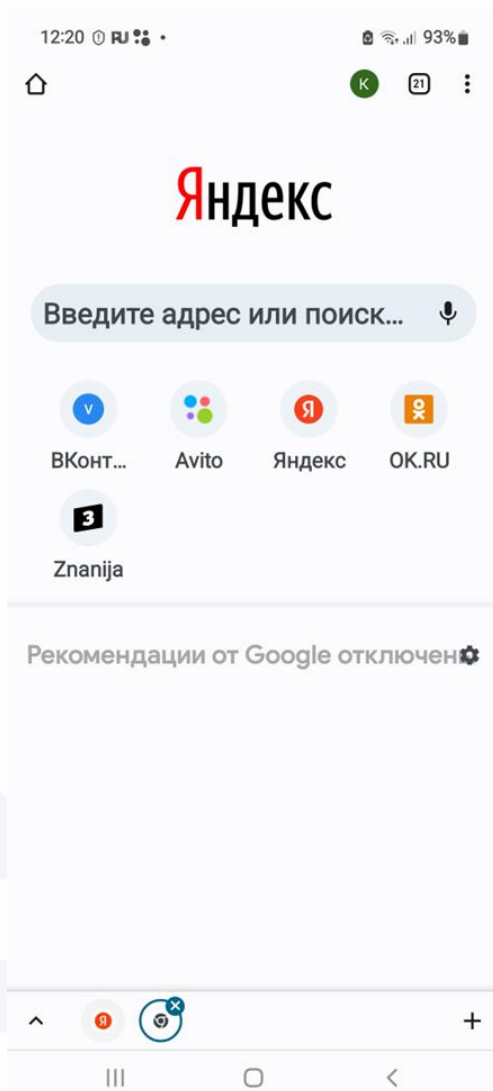 12:20 RU 93%
K 21
Яндекс
Введите адрес или поиск...
V Я
ВКонт... Avito Яндекс OK.RU
3
Znanija
Рекомендации от Google отключен
Я